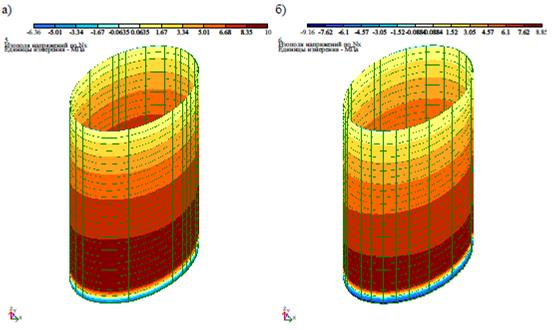 а)
-6.36 -5.01 -3.34 -1.67 -0.0635 0.0635 1.67 3.34 5.01 6.68 8.35 10
5
Изополя напряжений по Nx
Единицы измерения - МПа
Z Y X
б)
-9.16 -7.62 -6.1 -4.57 -3.05 -1.52 -0.0884 0.0884 1.52 3.05 4.57 6.1 7.62 8.85
6
Изополя напряжений по Nx
Единицы измерения - МПа
Z Y X